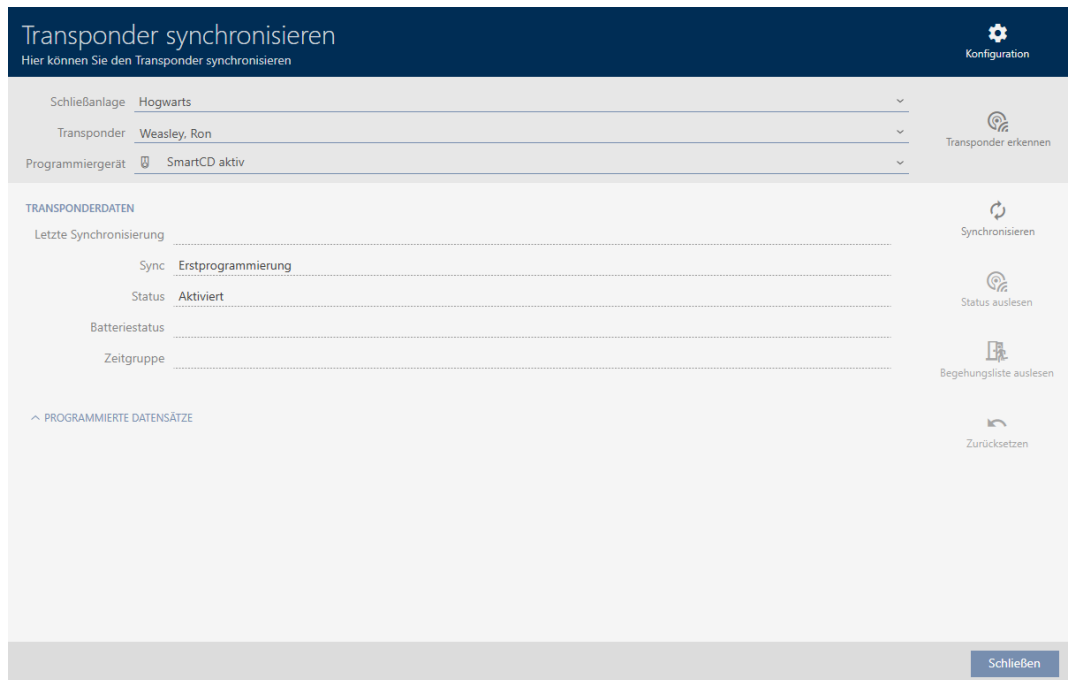 Transponder synchronisieren
Hier können Sie den Transponder synchronisieren
Konfiguration
Schließanlage Hogwarts
Transponder Weasley, Ron
Programmiergerät SmartCD aktiv
Transponder erkennen
TRANSPONDERDATEN
Letzte Synchronisierung
Sync Erstprogrammierung
Status Aktiviert
Batteriestatus
Zeitgruppe
PROGRAMMIERTE DATENSÄTZE
Synchronisieren
Status auslesen
Begehungsliste auslesen
Zurücksetzen
Schließen